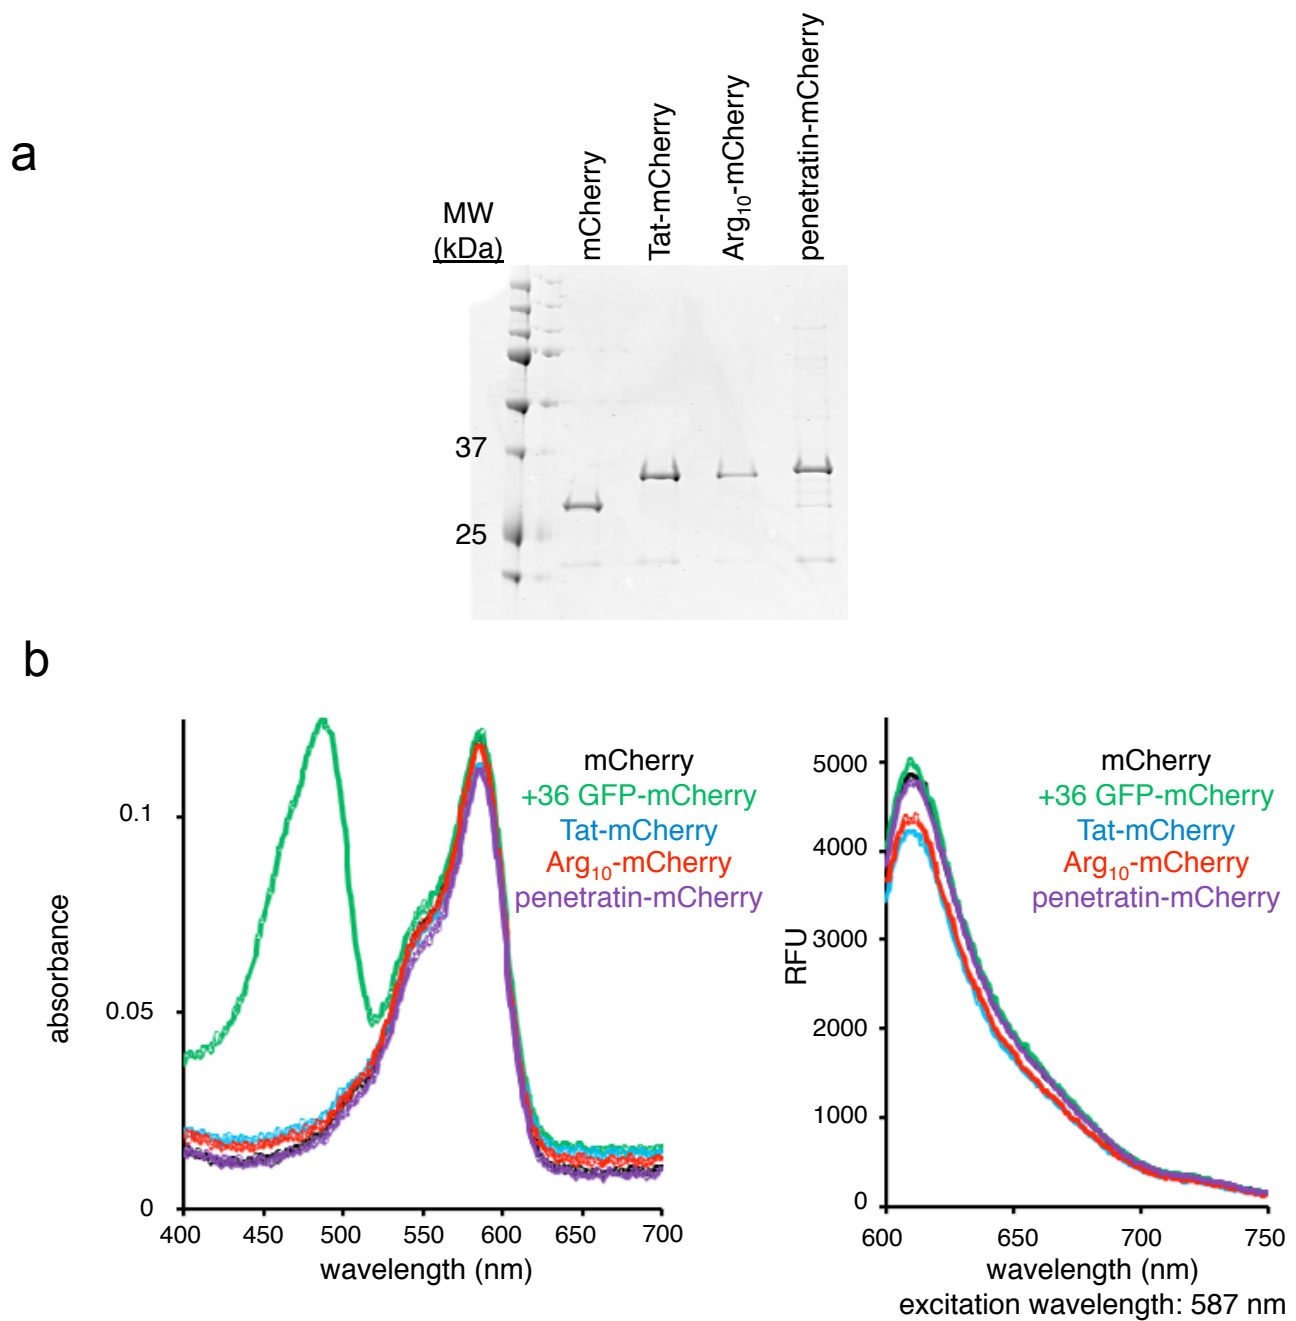 a
MW
(kDa)
mCherry
Tat-mCherry
Arg10-mCherry
penetratin-mCherry
37
25
b
absorbance
0.1
0.05
0
400 450 500 550 600 650 700
wavelength (nm)
mCherry
+36 GFP-mCherry
Tat-mCherry
Arg10-mCherry
penetratin-mCherry
RFU
5000
4000
3000
2000
1000
0
600 650 700 750
wavelength (nm)
excitation wavelength: 587 nm
mCherry
+36 GFP-mCherry
Tat-mCherry
Arg10-mCherry
penetratin-mCherry